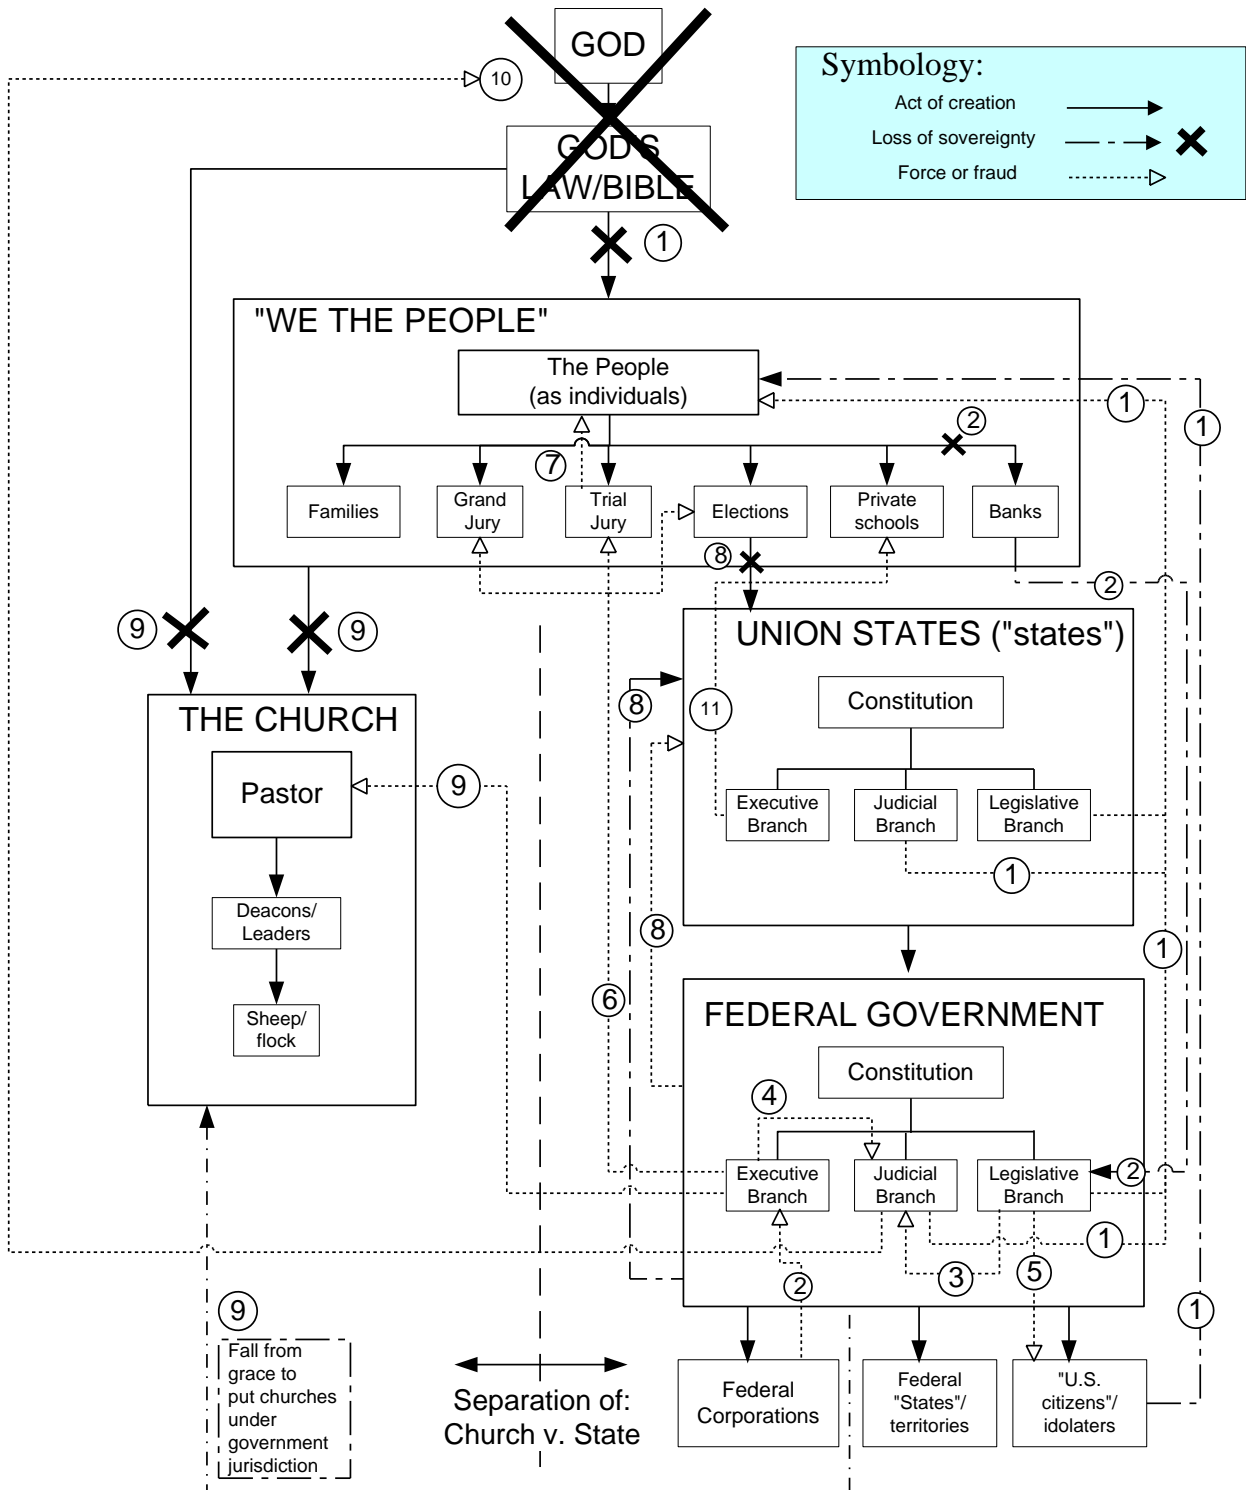 GOD
10
GOD'S
LAW/BIBLE
Symbology:
Act of creation
Loss of sovereignty
Force or fraud
1
"WE THE PEOPLE"
The People
(as individuals)
1
1
2
7
Families
Grand
Jury
Trial
Jury
Elections
Private
schools
Banks
8
2
9
9
UNION STATES ("states")
8
11
Constitution
THE CHURCH
Pastor
9
Executive
Branch
Judicial
Branch
Legislative
Branch
1
Deacons/
Leaders
8
1
6
Sheep/
flock
FEDERAL GOVERNMENT
Constitution
4
Executive
Branch
Judicial
Branch
Legislative
Branch
2
1
3
5
2
9
1
Fall from
grace to
put churches
under
government
jurisdiction
Separation of:
Church v. State
Federal
Corporations
Federal
"States"/
territories
"U.S.
citizens"/
idolaters